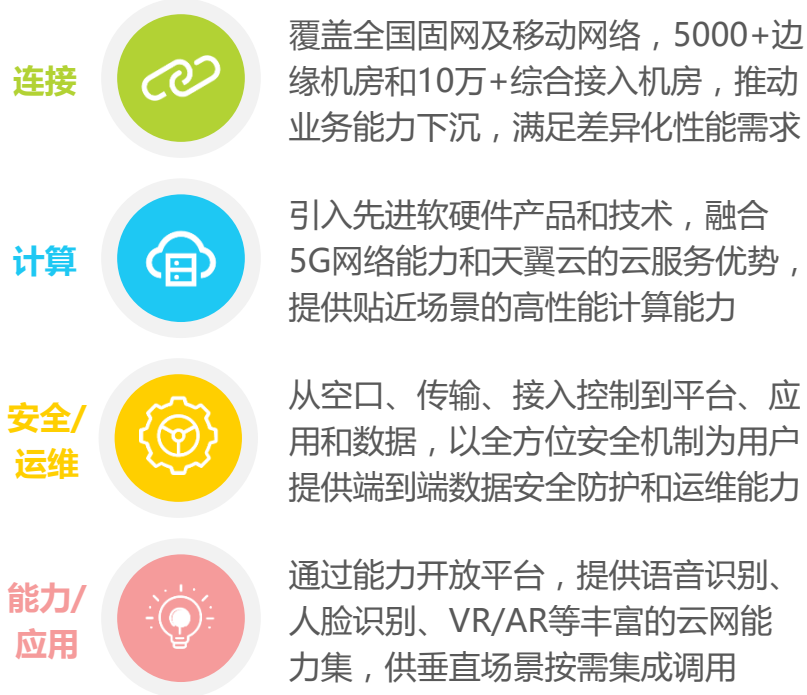 连接
覆盖全国固网及移动网络，5000+边
缘机房和10万+综合接入机房，推动
业务能力下沉，满足差异化性能需求
计算
引入先进软硬件产品和技术，融合
5G网络能力和天翼云的云服务优势，
提供贴近场景的高性能计算能力
安全/
运维
从空口、传输、接入控制到平台、应
用和数据，以全方位安全机制为用户
提供端到端数据安全防护和运维能力
能力/
应用
通过能力开放平台，提供语音识别、
人脸识别、VR/AR等丰富的云网能
力集，供垂直场景按需集成调用